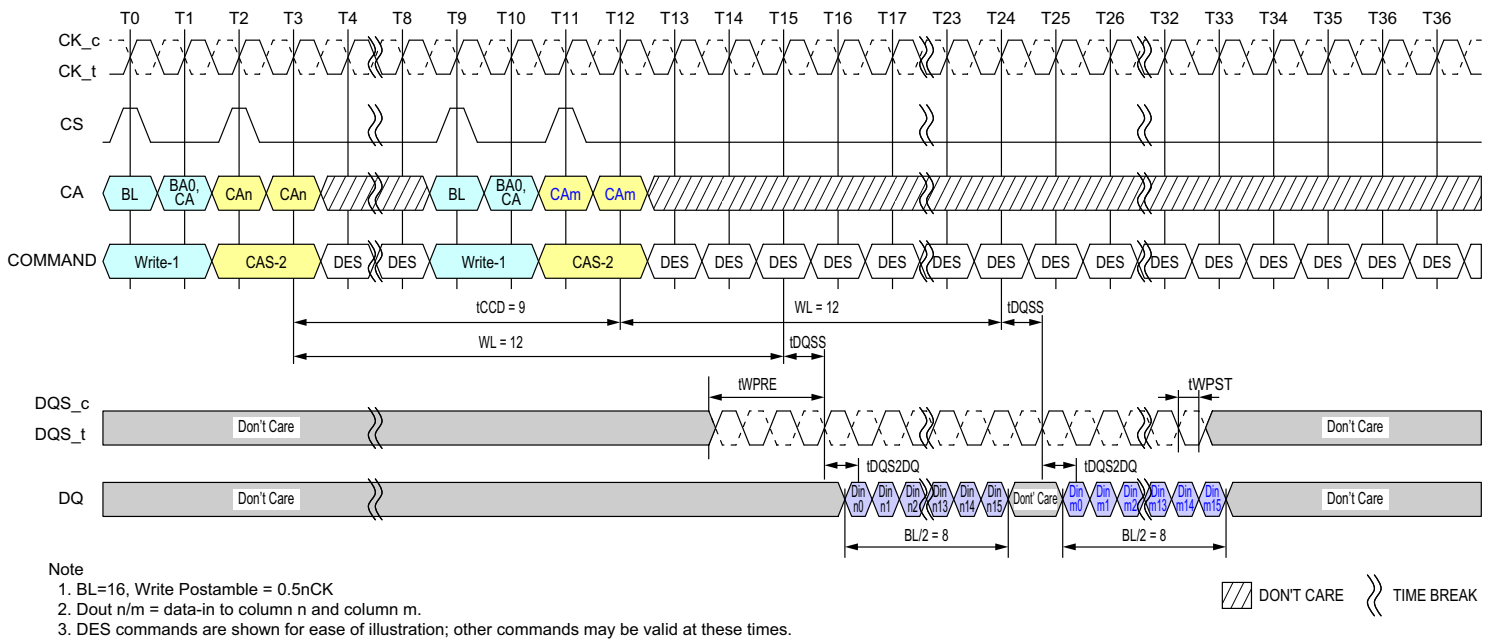 T0 T1 T2 T3 T4 T8 T9 T10 T11 T12 T13 T14 T15 T16 T17 T23 T24 T25 T26 T32 T33 T34 T35 T36 T36
CK_c
CK_t
CS
CA BL BA0, CA CAn CAn BL BA0, CA CAm CAm
COMMAND Write-1 CAS-2 DES DES Write-1 CAS-2 DES DES DES DES DES DES DES DES DES DES DES DES DES DES DES
tCCD = 9 WL = 12 tDQSS
WL = 12 tDQSS
tWPRE tWPST
DQS_c
DQS_t Don't Care Don't Care
tDQS2DQ tDQS2DQ
DQ Don't Care Din n0 Din n1 Din n2 Din n13 Din n14 Din n15 Dont' Care Din m0 Din m1 Din m2 Din m13 Din m14 Din m15 Don't Care
BL/2 = 8 BL/2 = 8
Note
1. BL=16, Write Postamble = 0.5nCK
2. Dout n/m = data-in to column n and column m.
3. DES commands are shown for ease of illustration; other commands may be valid at these times.
DON'T CARE TIME BREAK